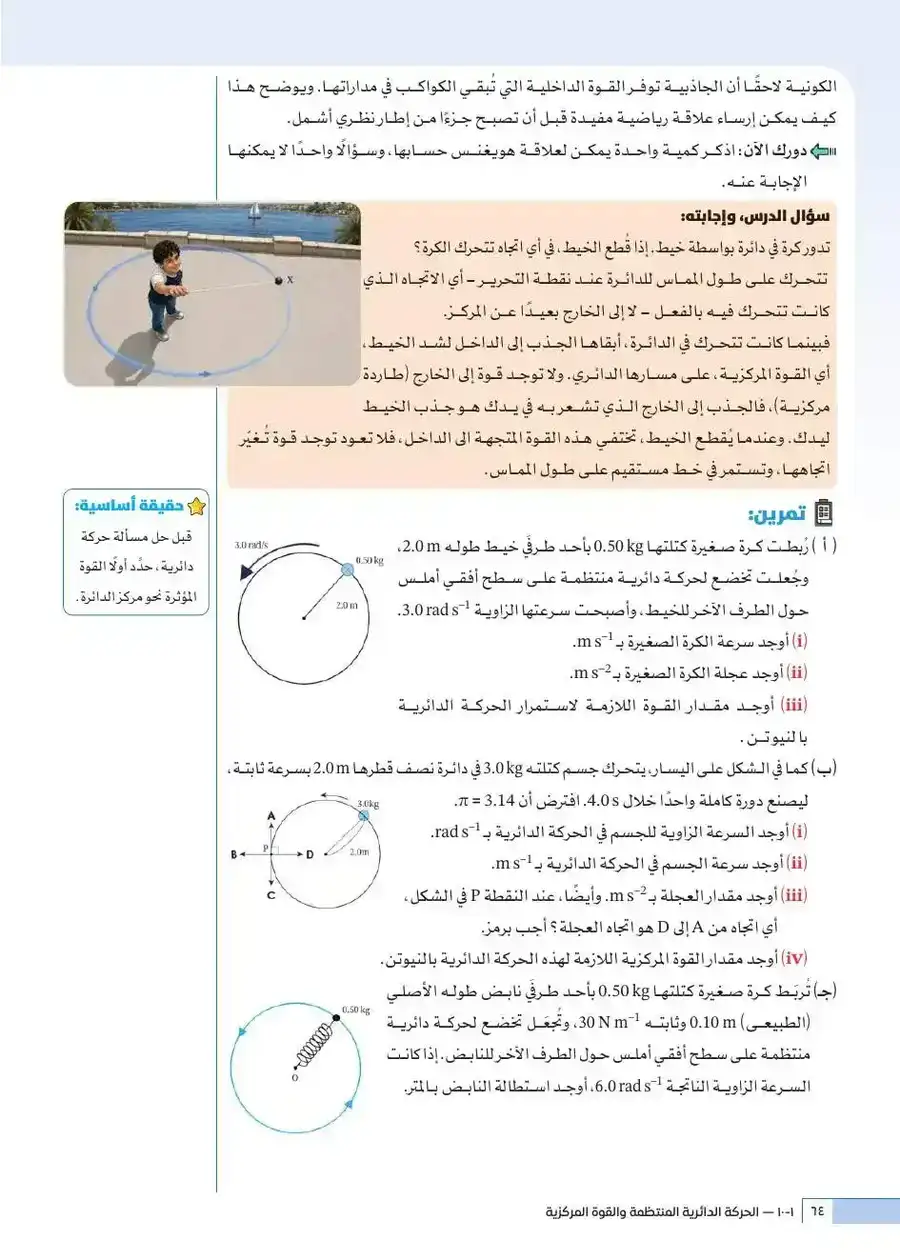 الكونية لاحقًا أن الجاذبية توفر القوة الداخلية التي تُبقي الكواكب في مداراتها. ويوضح هذا
كيف يمكن إرساء علاقة رياضية مفيدة قبل أن تصبح جزءًا من إطار نظري أشمل.
دورك الآن: اذكر كمية واحدة يمكن لعلاقة هويغنس حسابها، وسؤالًا واحدًا لا يمكنها
الإجابة عنه.
سؤال الدرس، وإجابته:
تدور كرة في دائرة بواسطة خيط. إذا قُطع الخيط، في أي اتجاه تتحرك الكرة؟
تتحرك على طول المماس للدائرة عند نقطة التحرير – أي الاتجاه الذي
كانت تتحرك فيه بالفعل – لا إلى الخارج بعيدًا عن المركز.
فبينما كانت تتحرك في الدائرة، أبقاها الجذب إلى الداخل لشد الخيط،
أي القوة المركزية، على مسارها الدائري. ولا توجد قوة إلى الخارج (طاردة
مركزية)، فالجذب إلى الخارج الذي تشعر به في يدك هو جذب الخيط
ليدك. وعندما يُقطع الخيط، تختفي هذه القوة المتجهة الى الداخل، فلا تعود توجد قوة تُغيّر
اتجاهها، وتستمر في خط مستقيم على طول المماس.
X
حقيقة أساسية:
قبل حل مسألة حركة
دائرية، حدِّد أولًا القوة
المؤثرة نحو مركز الدائرة.
تمرين:
(أ) رُبطت كرة صغيرة كتلتها 0.50 kg بأحد طرفَي خيط طوله 2.0 m،
وجُعلت تخضع لحركة دائرية منتظمة على سطح أفقي أملس
حول الطرف الآخر للخيط، وأصبحت سرعتها الزاوية 3.0 rad s⁻¹.
(i) أوجد سرعة الكرة الصغيرة بـ m s⁻¹.
(ii) أوجد عجلة الكرة الصغيرة بـ m s⁻².
(iii) أوجد مقدار القوة اللازمة لاستمرار الحركة الدائرية
بالنيوتن.
3.0 rad/s
0.50 kg
2.0 m
(ب) كما في الشكل على اليسار، يتحرك جسم كتلته 3.0 kg في دائرة نصف قطرها 2.0 m بسرعة ثابتة،
ليصنع دورة كاملة واحدًا خلال 4.0 s. افترض أن π = 3.14.
(i) أوجد السرعة الزاوية للجسم في الحركة الدائرية بـ rad s⁻¹.
(ii) أوجد سرعة الجسم في الحركة الدائرية بـ m s⁻¹.
(iii) أوجد مقدار العجلة بـ m s⁻². وأيضًا، عند النقطة P في الشكل،
أي اتجاه من A إلى D هو اتجاه العجلة؟ أجب برمز.
(iv) أوجد مقدار القوة المركزية اللازمة لهذه الحركة الدائرية بالنيوتن.
3.0kg
A
P
B
D
2.0m
C
(جـ) تُربَط كرة صغيرة كتلتها 0.50 kg بأحد طرفَي نابض طوله الأصلي
(الطبيعي) 0.10 m وثابته 30 N m⁻¹، وتُجعَل تخضع لحركة دائرية
منتظمة على سطح أفقي أملس حول الطرف الآخر للنابض. إذا كانت
السرعة الزاوية الناتجة 6.0 rad s⁻¹، أوجد استطالة النابض بالمتر.
0.50 kg
O
٦٤
١-١٠ — الحركة الدائرية المنتظمة والقوة المركزية